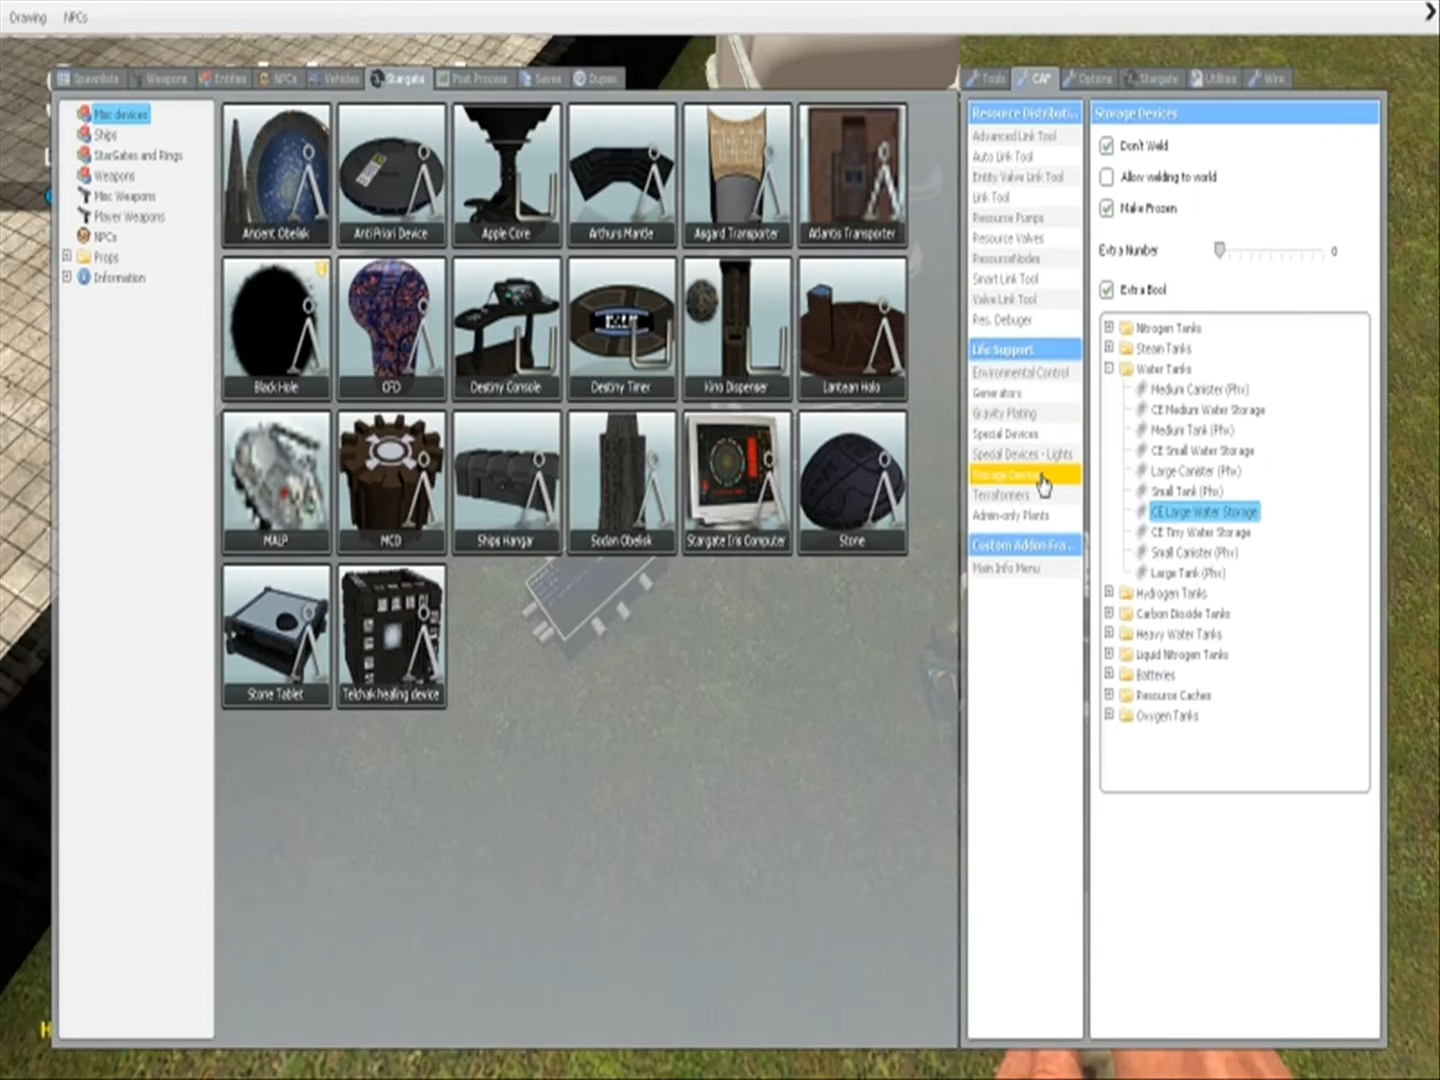 Drawing NPCs
Spawnlists Weapons Entities NPCs Vehicles Stargate Post Process Saves Dupes
Misc devices
Ships
StarGates and Rings
Weapons
Misc Weapons
Player Weapons
NPCs
Props
Information
Ancient Obelisk
Anti Priori Device
Apple Core
Arthurs Mantle
Asgard Transporter
Atlantis Transporter
Black Hole
Destiny Console
Destiny Timer
Kino Dispenser
Lantean Holo
MALP
MCD
Ships Hangar
Sodan Obelisk
Stargate Iris Computer
Stone
Stone Tablet
Telchak healing device
Tools CAF Options Stargate Utilities Wire
Resource Distributi...
Advanced Link Tool
Auto Link Tool
Entity Valve Link Tool
Link Tool
Resource Pumps
Resource Valves
ResourceNodes
Smart Link Tool
Valve Link Tool
Res. Debuger
Life Support
Environmental Control
Generators
Gravity Plating
Special Devices
Special Devices - Lights
Storage Devices
Terraformers
Admin-only Plants
Custom Addon Fra...
Main Info Menu
Storage Devices
Don't Weld
Allow welding to world
Make Frozen
Extra Number 0
Extra Bool
Nitrogen Tanks
Steam Tanks
Water Tanks
Medium Canister (Phx)
CE Medium Water Storage
Medium Tank (Phx)
CE Small Water Storage
Large Canister (Phx)
Small Tank (Phx)
CE Large Water Storage
CE Tiny Water Storage
Small Canister (Phx)
Large Tank (Phx)
Hydrogen Tanks
Carbon Dioxide Tanks
Heavy Water Tanks
Liquid Nitrogen Tanks
Batteries
Resource Caches
Oxygen Tanks
H